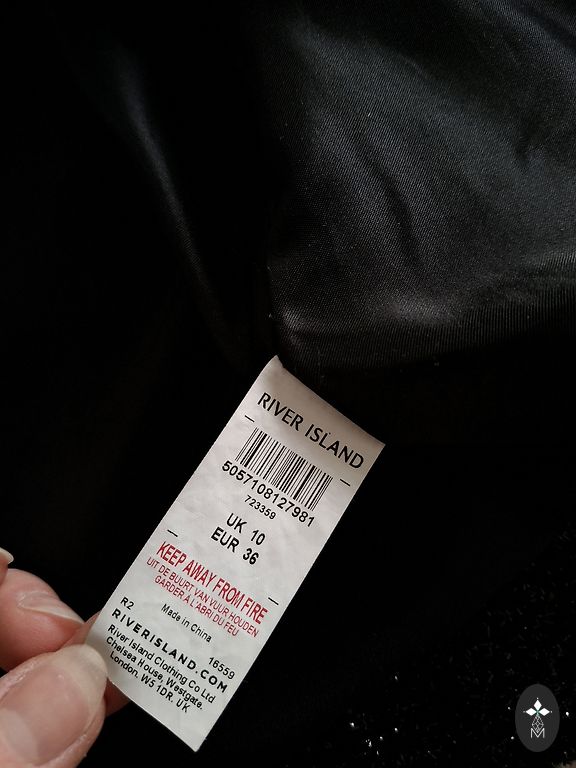 RIVER ISLAND
5057108127981
723359
UK 10
EUR 36
KEEP AWAY FROM FIRE
UIT DE BUURT VAN VUUR HOUDEN
GARDER À L'ABRI DU FEU
Made in China
R2 16559
RIVERISLAND.COM
River Island Clothing Co Ltd
Chelsea House, Westgate,
London. W5 1DR. UK
M